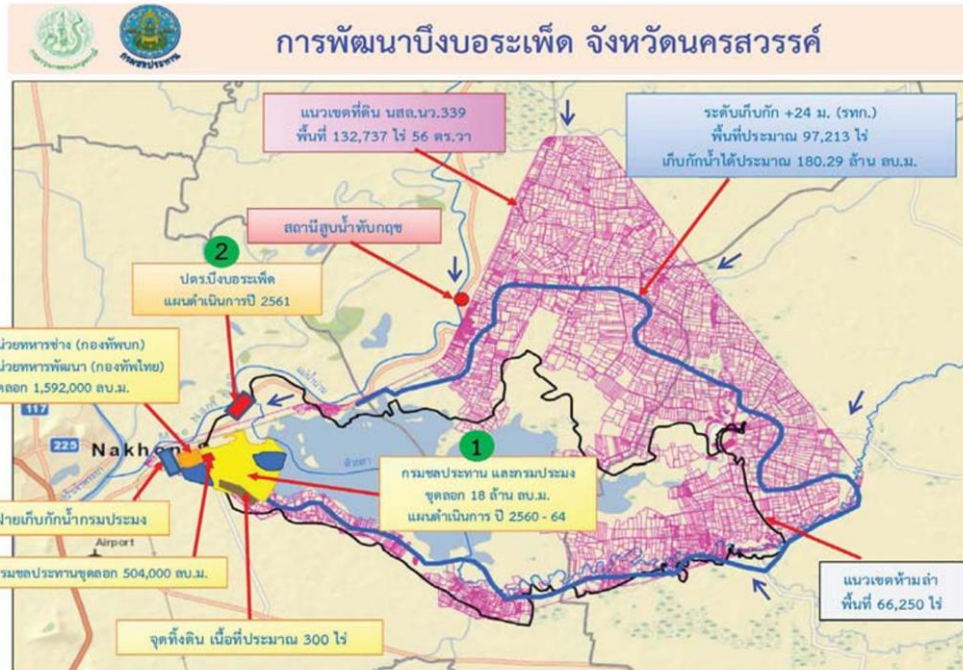 การพัฒนาบึงบอระเพ็ด จังหวัดนครสวรรค์
แนวเขตที่ดิน นสล.นว.339
พื้นที่ 132,737 ไร่ 56 ตร.วา
ระดับเก็บกัก +24 ม. (รทก.)
พื้นที่ประมาณ 97,213 ไร่
เก็บกักน้ำได้ประมาณ 180.29 ล้าน ลบ.ม.
สถานีสูบน้ำทับกฤช
2
ปตร.บึงบอระเพ็ด
แผนดำเนินการปี 2561
น่วยทหารช่าง (กองทัพบก)
น่วยทหารพัฒนา (กองทัพไทย)
ดลอก 1,592,000 ลบ.ม.
117
225
Nakhon
แม่น้ำน่าน
1
กรมชลประทาน และกรมประมง
ขุดลอก 18 ล้าน ลบ.ม.
แผนดำเนินการ ปี 2560 - 64
ฝายเก็บกักน้ำกรมประมง
Airport
รมชลประทานขุดลอก 504,000 ลบ.ม.
จุดทิ้งดิน เนื้อที่ประมาณ 300 ไร่
แนวเขตห้ามล่า
พื้นที่ 66,250 ไร่